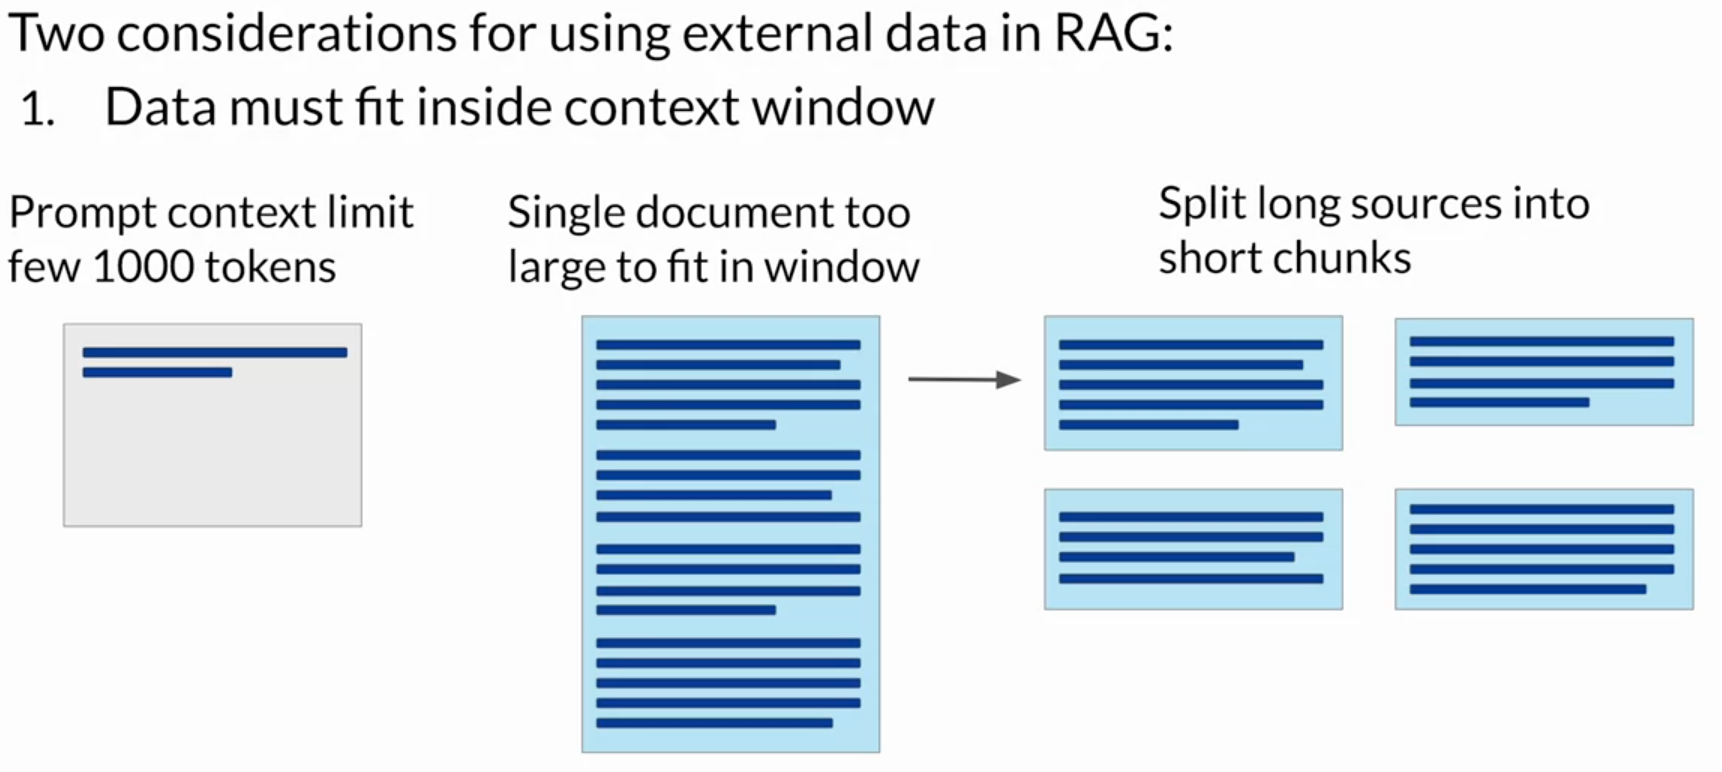 Two considerations for using external data in RAG:
1. Data must fit inside context window
Prompt context limit
few 1000 tokens
Single document too
large to fit in window
Split long sources into
short chunks